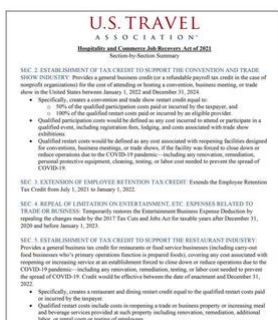 U.S. TRAVEL
ASSOCIATION®
Hospitality and Commerce Job Recovery Act of 2021
Section-by-Section Summary
SEC. 2. ESTABLISHMENT OF TAX CREDIT TO SUPPORT THE CONVENTION AND TRADE
SHOW INDUSTRY: Provides a general business credit (or a refundable payroll tax credit in the case of
nonprofit organizations) for the cost of attending or hosting a convention, business meeting, or trade
show in the United States between January 1, 2022 and December 31, 2024.
• Specifically, creates a convention and trade show restart credit equal to:
o 50% of the qualified participation costs paid or incurred by the taxpayer, and
o 100% of the qualified restart costs paid or incurred by an eligible provider.
• Qualified participation costs would be defined as any cost incurred to attend or participate in a
qualified event, including registration fees, lodging, and costs associated with trade show
exhibitions.
• Qualified restart costs would be defined as any cost associated with reopening facilities designed
for conventions, business meetings, or trade shows, if the facility was forced to close down or
reduce operations due to the COVID-19 pandemic—including any renovation, remediation,
personal protective equipment, cleaning, testing, or labor cost needed to prevent the spread of
COVID-19.
SEC. 3. EXTENSION OF EMPLOYEE RETENTION TAX CREDIT: Extends the Employee Retention
Tax Credit from July 1, 2021 to January 1, 2022.
SEC. 4. REPEAL OF LIMITATION ON ENTERTAINMENT, ETC. EXPENSES RELATED TO
TRADE OR BUSINESS: Temporarily restores the Entertainment Business Expense Deduction by
repealing the changes made by the 2017 Tax Cuts and Jobs Act for taxable years after December 31,
2020 and before January 1, 2023.
SEC. 5. ESTABLISHMENT OF TAX CREDIT TO SUPPORT THE RESTAURANT INDUSTRY:
Provides a general business tax credit for restaurants or food service businesses (including carry-out
food businesses who's primary operations function is prepared foods), covering any cost associated with
reopening or increasing service at an establishment forced to close down or reduce operations due to the
COVID-19 pandemic—including any renovation, remediation, testing, or labor cost needed to prevent
the spread of COVID-19. Credit would be effective between the date of enactment and December 31,
2022.
• Specifically, creates a restaurant and dining restart credit equal to the qualified restart costs paid
or incurred by the taxpayer.
• Qualified restart costs include costs in reopening a trade or business property or increasing meal
and beverage services provided at such property including renovation, remediation, additional
labor, or